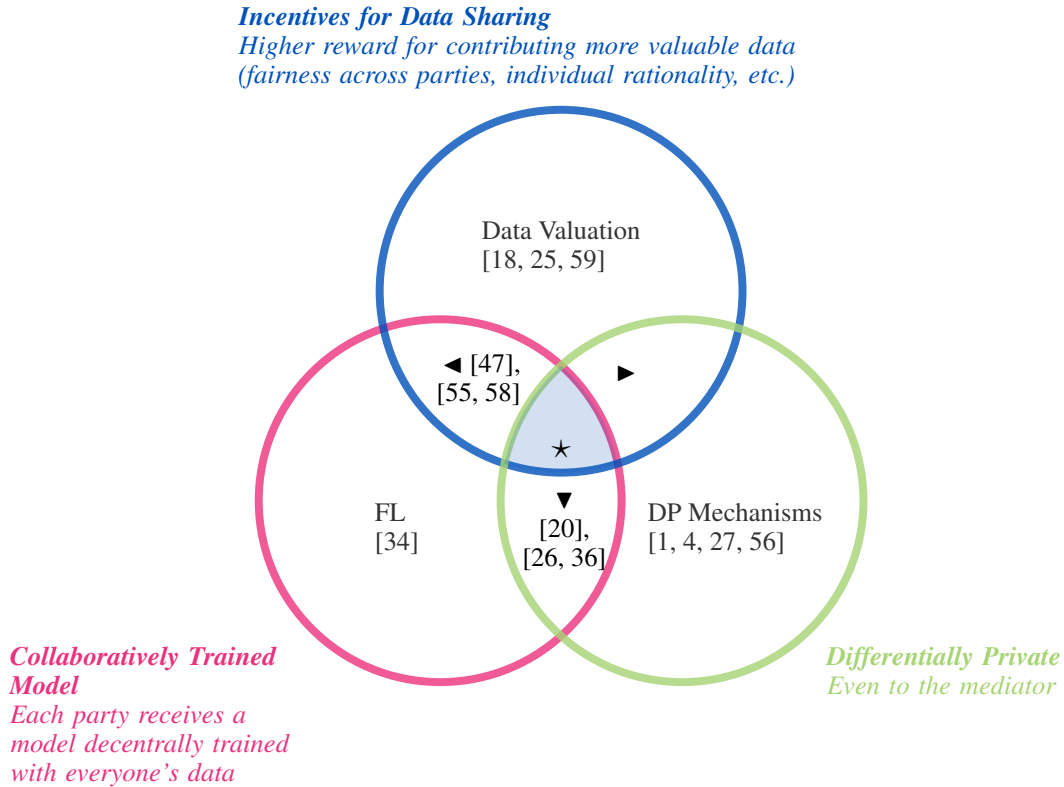 Incentives for Data Sharing
Higher reward for contributing more valuable data
(fairness across parties, individual rationality, etc.)
Data Valuation
[18, 25, 59]
◄ [47],
[55, 58]
►
⋆
▼
[20],
[26, 36]
FL
[34]
DP Mechanisms
[1, 4, 27, 56]
Collaboratively Trained
Model
Each party receives a
model decentrally trained
with everyone's data
Differentially Private
Even to the mediator